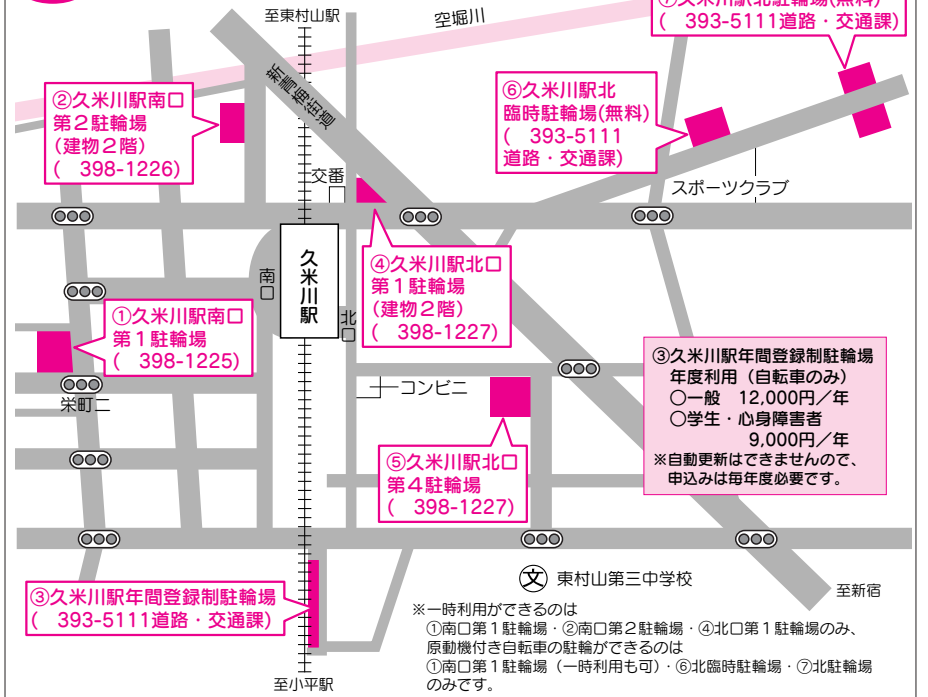 至東村山駅
空堀川
⑦久米川駅北駐輪場(無料)
( 393-5111道路・交通課)
新青梅街道
②久米川駅南口
第2駐輪場
(建物2階)
( 398-1226)
⑥久米川駅北
臨時駐輪場(無料)
( 393-5111
道路・交通課)
交番
スポーツクラブ
久米川駅
南口
北口
④久米川駅北口
第1駐輪場
(建物2階)
( 398-1227)
①久米川駅南口
第1駐輪場
( 398-1225)
栄町二
コンビニ
③久米川駅年間登録制駐輪場
年度利用(自転車のみ)
○一般 12,000円/年
○学生・心身障害者
9,000円/年
※自動更新はできませんので、
申込みは毎年度必要です。
⑤久米川駅北口
第4駐輪場
( 398-1227)
文 東村山第三中学校
至新宿
③久米川駅年間登録制駐輪場
( 393-5111道路・交通課)
※一時利用ができるのは
①南口第1駐輪場・②南口第2駐輪場・④北口第1駐輪場のみ、
原動機付き自転車の駐輪ができるのは
①南口第1駐輪場(一時利用も可)・⑥北臨時駐輪場・⑦北駐輪場
のみです。
至小平駅